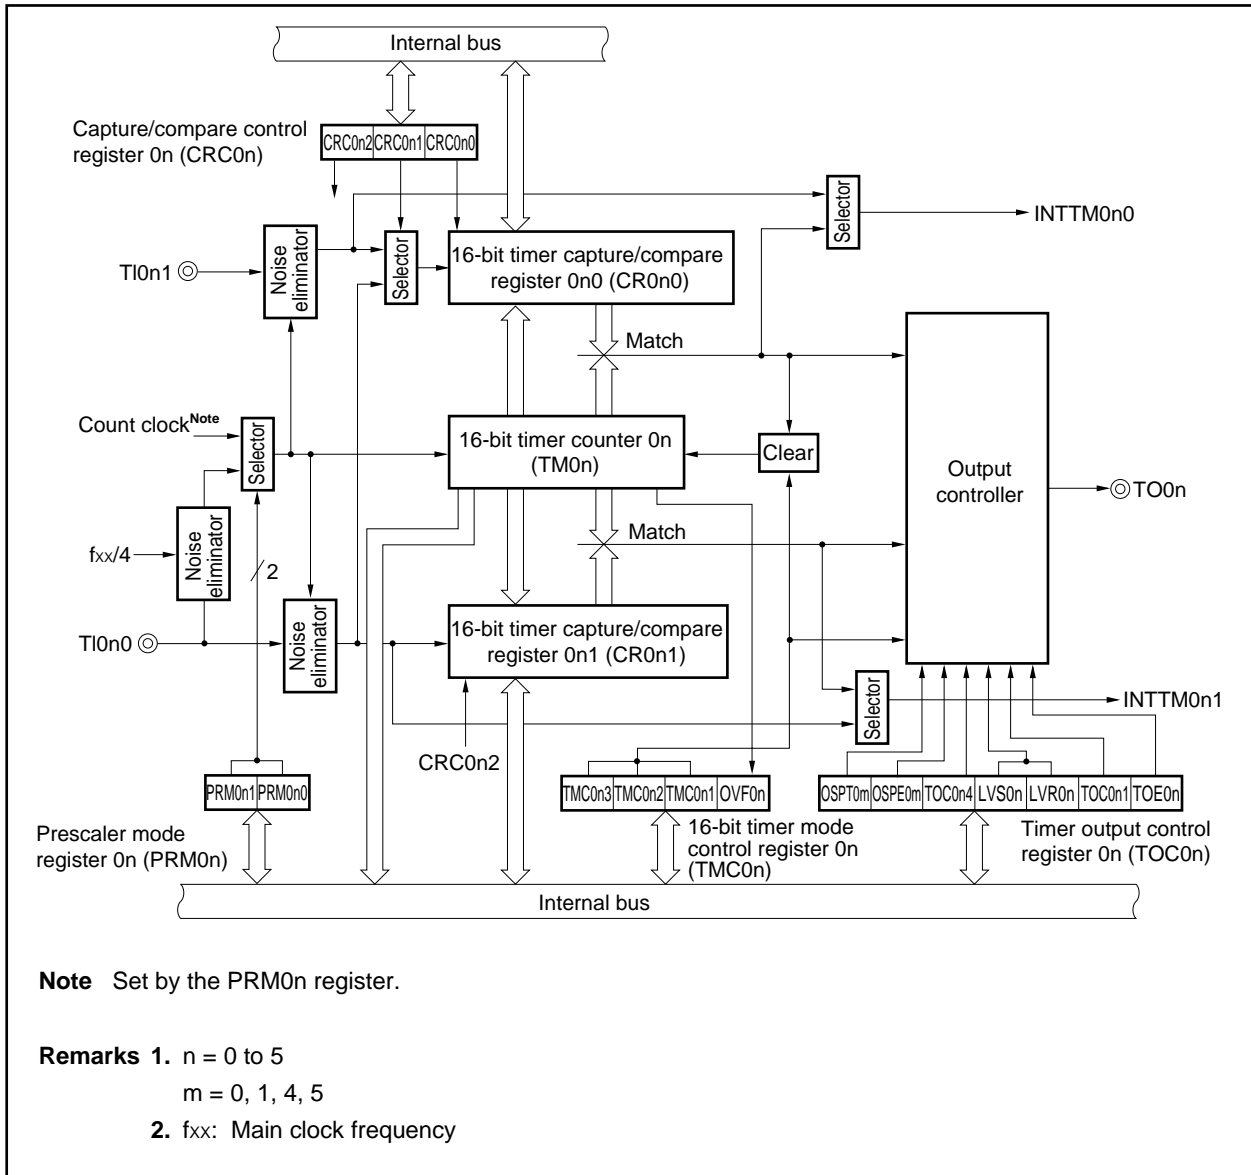 Internal bus
Capture/compare control
register 0n (CRC0n)
CRC0n2 CRC0n1 CRC0n0
Selector
INTTM0n0
TI0n1
Noise
eliminator
Selector
16-bit timer capture/compare
register 0n0 (CR0n0)
Match
Count clock Note
Selector
16-bit timer counter 0n
(TM0n)
Clear
Output
controller
TO0n
fxx/4
Noise
eliminator
2
Match
TI0n0
Noise
eliminator
16-bit timer capture/compare
register 0n1 (CR0n1)
Selector
INTTM0n1
CRC0n2
PRM0n1 PRM0n0
TMC0n3 TMC0n2 TMC0n1 OVF0n
OSPT0m OSPE0m TOC0n4 LVS0n LVR0n TOC0n1 TOE0n
Prescaler mode
register 0n (PRM0n)
16-bit timer mode
control register 0n
(TMC0n)
Timer output control
register 0n (TOC0n)
Internal bus
Note Set by the PRM0n register.
Remarks 1. n = 0 to 5
m = 0, 1, 4, 5
2. fxx: Main clock frequency